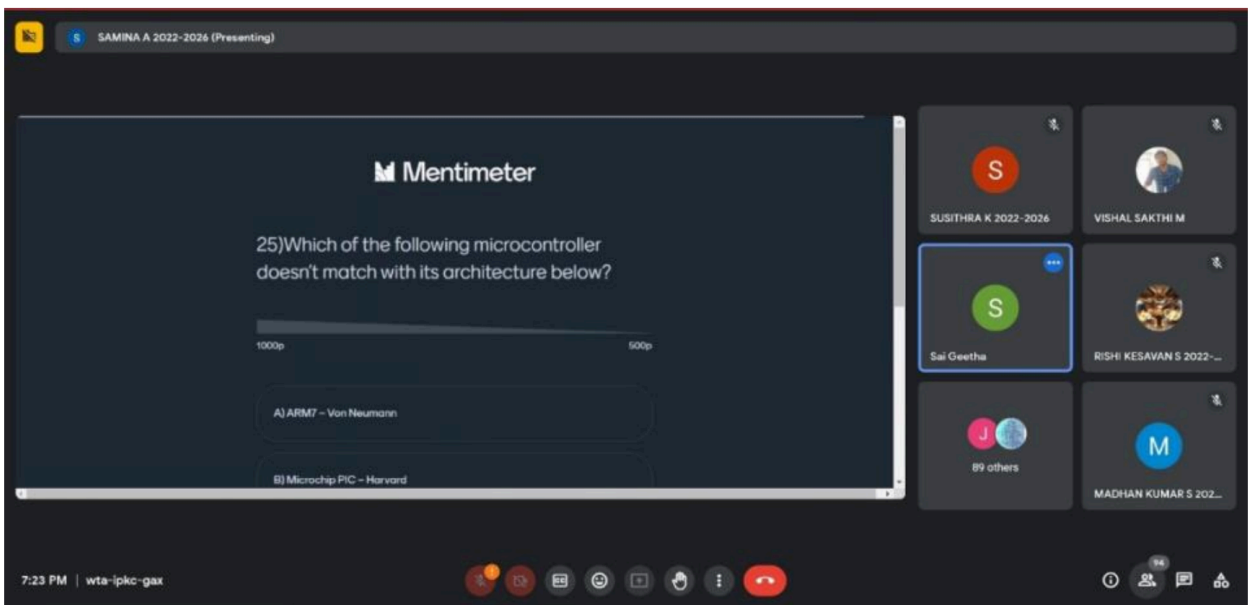 S SAMINA A 2022-2026 (Presenting)
Mentimeter
25)Which of the following microcontroller
doesn't match with its architecture below?
1000p 500p
A) ARM7 – Von Neumann
B) Microchip PIC – Harvard
S
SUSITHRA K 2022-2026
VISHAL SAKTHI M
S
Sai Geetha
RISHI KESAVAN S 2022-...
J
89 others
M
MADHAN KUMAR S 202...
7:23 PM | wta-ipkc-gax
94